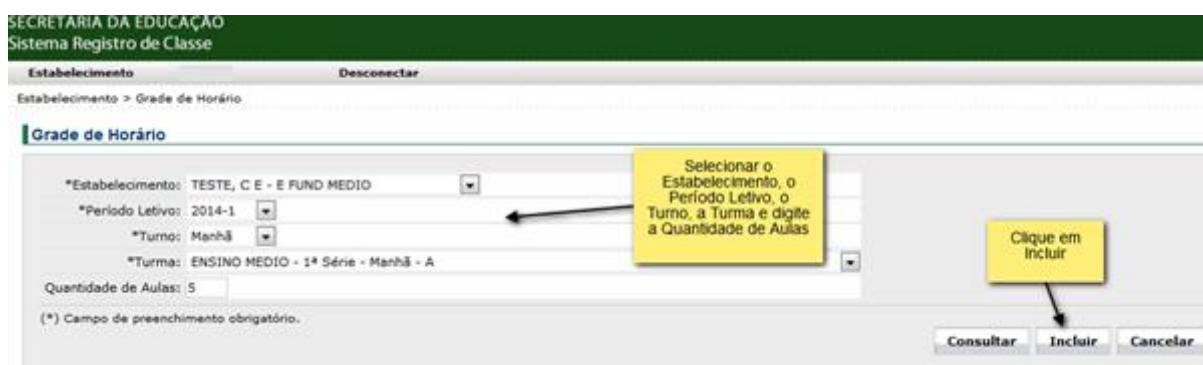 SECRETARIA DA EDUCAÇÃO
Sistema Registro de Classe
Estabelecimento Desconectar
Estabelecimento > Grade de Horário
Grade de Horário
*Estabelecimento: TESTE, C E - E FUND MEDIO
*Período Letivo: 2014-1
*Turno: Manhã
*Turma: ENSINO MEDIO - 1ª Série - Manhã - A
Quantidade de Aulas: 5
(*) Campo de preenchimento obrigatório.
Selecionar o
Estabelecimento, o
Período Letivo, o
Turno, a Turma e digite
a Quantidade de Aulas
Clique em
Incluir
Consultar Incluir Cancelar